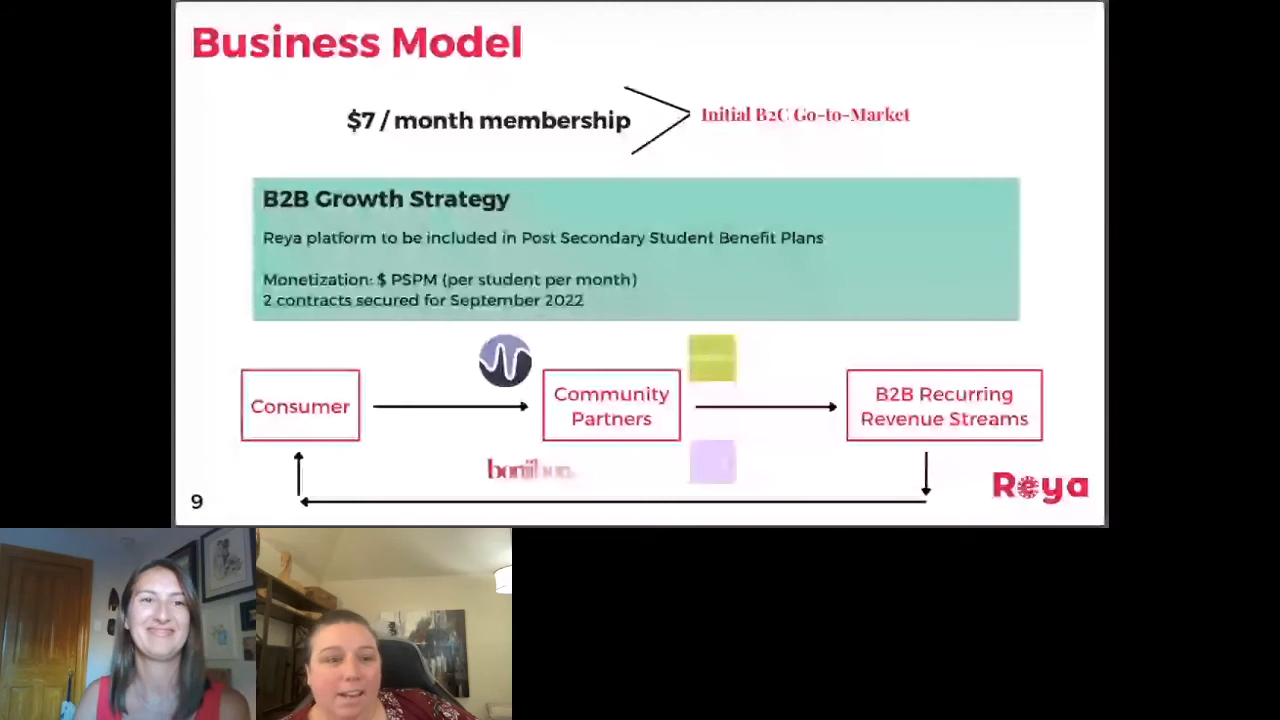 Business Model
$7 / month membership
Initial B2C Go-to-Market
B2B Growth Strategy
Reya platform to be included in Post Secondary Student Benefit Plans
Monetization: $ PSPM (per student per month)
2 contracts secured for September 2022
Consumer
Community
Partners
B2B Recurring
Revenue Streams
Reya
9